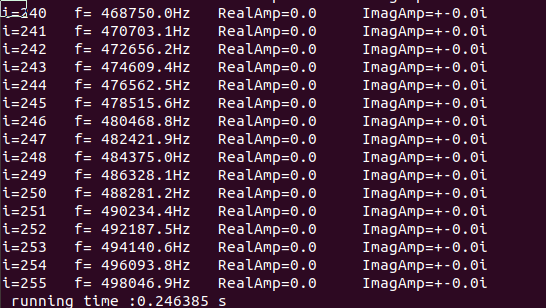 i=240 f= 468750.0Hz RealAmp=0.0 ImagAmp=+-0.0i
i=241 f= 470703.1Hz RealAmp=0.0 ImagAmp=+-0.0i
i=242 f= 472656.2Hz RealAmp=0.0 ImagAmp=+-0.0i
i=243 f= 474609.4Hz RealAmp=0.0 ImagAmp=+-0.0i
i=244 f= 476562.5Hz RealAmp=0.0 ImagAmp=+-0.0i
i=245 f= 478515.6Hz RealAmp=0.0 ImagAmp=+-0.0i
i=246 f= 480468.8Hz RealAmp=0.0 ImagAmp=+-0.0i
i=247 f= 482421.9Hz RealAmp=0.0 ImagAmp=+-0.0i
i=248 f= 484375.0Hz RealAmp=0.0 ImagAmp=+-0.0i
i=249 f= 486328.1Hz RealAmp=0.0 ImagAmp=+-0.0i
i=250 f= 488281.2Hz RealAmp=0.0 ImagAmp=+-0.0i
i=251 f= 490234.4Hz RealAmp=0.0 ImagAmp=+-0.0i
i=252 f= 492187.5Hz RealAmp=0.0 ImagAmp=+-0.0i
i=253 f= 494140.6Hz RealAmp=0.0 ImagAmp=+-0.0i
i=254 f= 496093.8Hz RealAmp=0.0 ImagAmp=+-0.0i
i=255 f= 498046.9Hz RealAmp=0.0 ImagAmp=+-0.0i
running time :0.246385 s